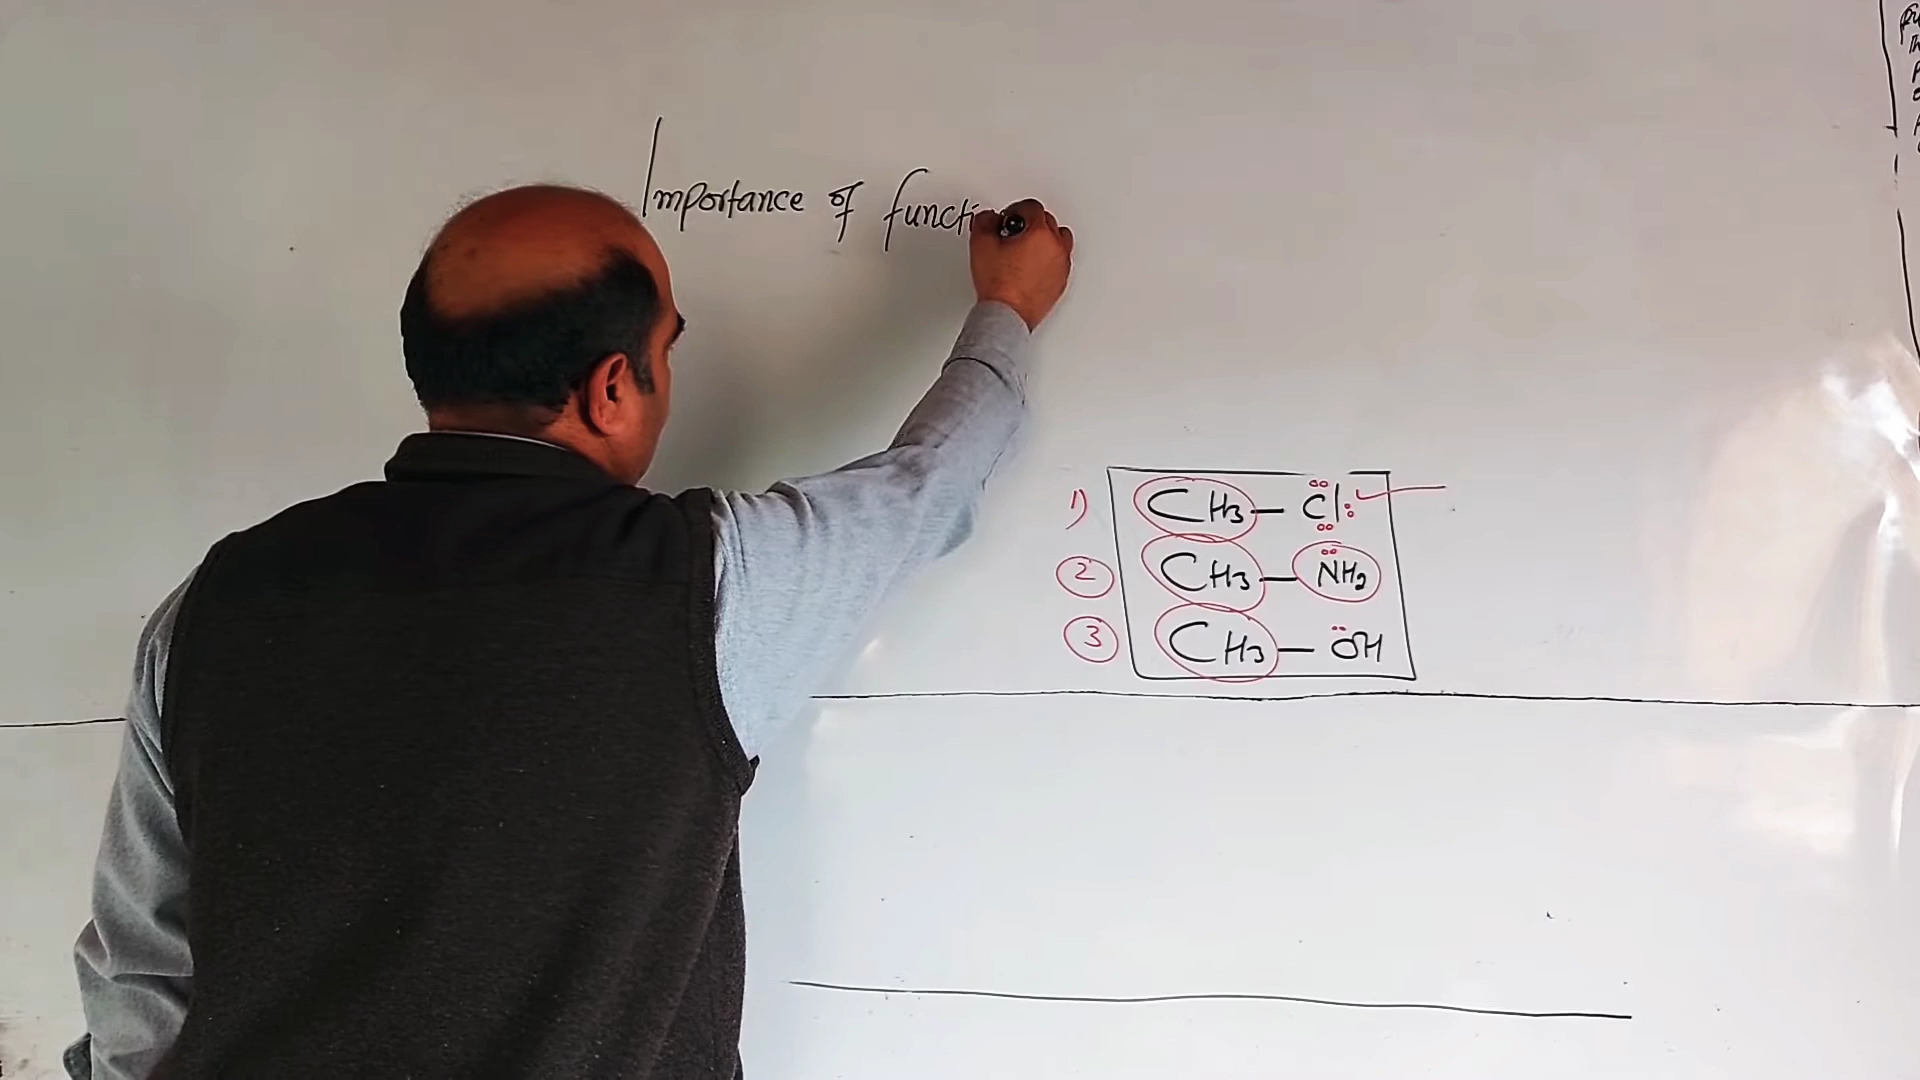 Importance of functi
1) CH3 — Cl
2 CH3 — NH2
3 CH3 — OH